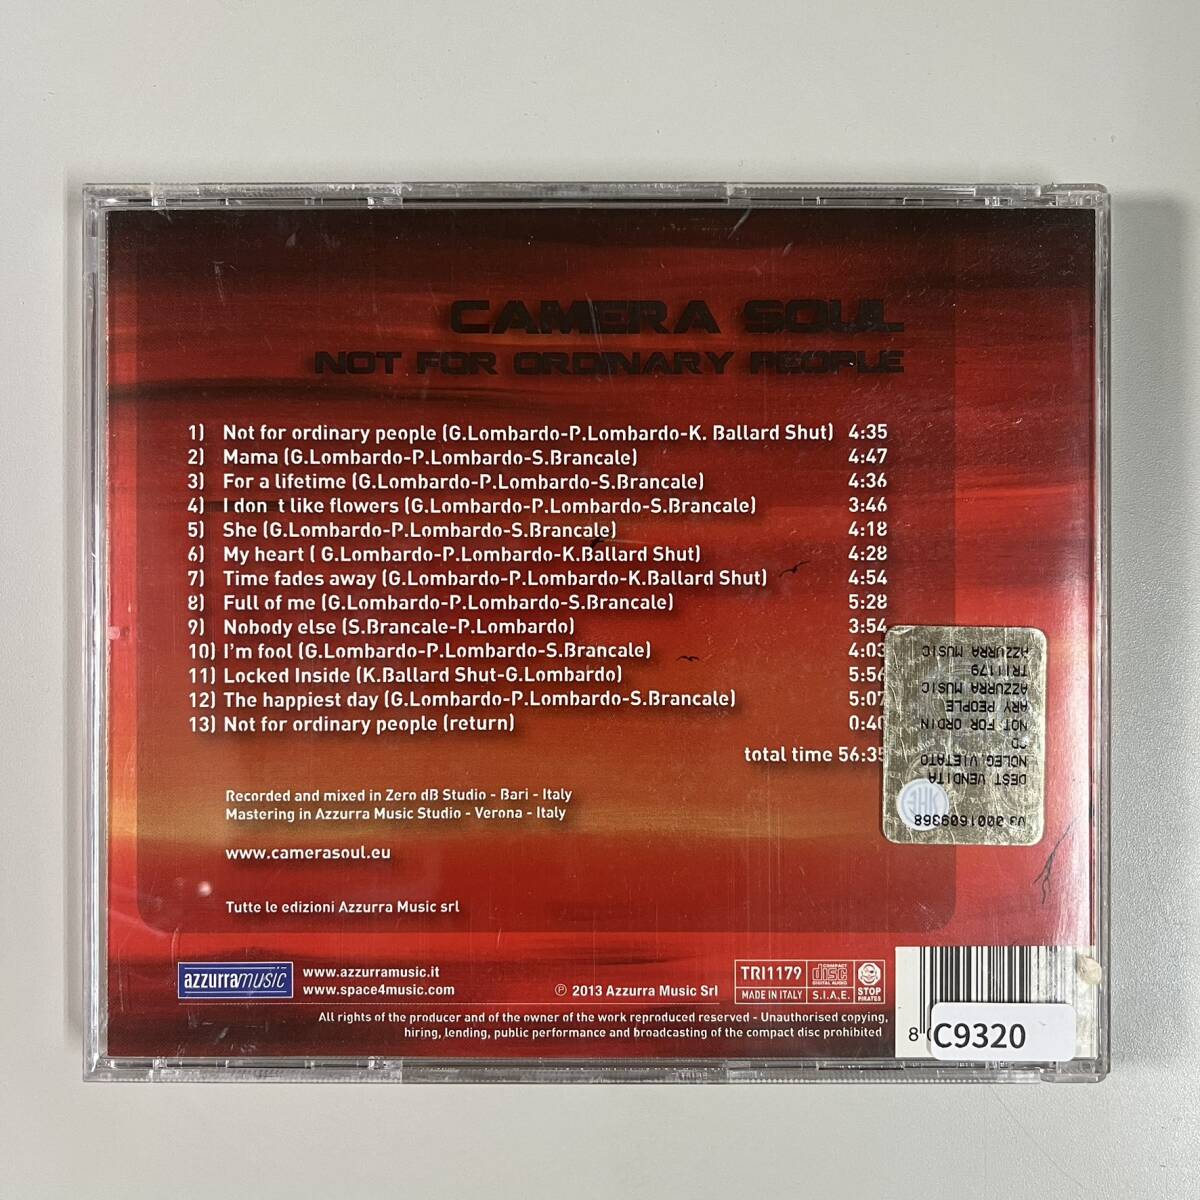 CAMERA SOUL
NOT FOR ORDINARY PEOPLE
1) Not for ordinary people (G.Lombardo-P.Lombardo-K. Ballard Shut) 4:35
2) Mama (G.Lombardo-P.Lombardo-S.Brancale) 4:47
3) For a lifetime (G.Lombardo-P.Lombardo-S.Brancale) 4:36
4) I don t like flowers (G.Lombardo-P.Lombardo-S.Brancale) 3:46
5) She (G.Lombardo-P.Lombardo-S.Brancale) 4:18
6) My heart ( G.Lombardo-P.Lombardo-K.Ballard Shut) 4:28
7) Time fades away (G.Lombardo-P.Lombardo-K.Ballard Shut) 4:54
8) Full of me (G.Lombardo-P.Lombardo-S.Brancale) 5:28
9) Nobody else (S.Brancale-P.Lombardo) 3:54
10) I'm fool (G.Lombardo-P.Lombardo-S.Brancale) 4:03
11) Locked Inside (K.Ballard Shut-G.Lombardo) 5:56
12) The happiest day (G.Lombardo-P.Lombardo-S.Brancale) 5:07
13) Not for ordinary people (return) 0:40
total time 56:35
AZZURRA MUSIC
TRI1179
AZZURRA MUSIC
ARY PEOPLE
NOT FOR ORDIN
CD
NOLEG.VIETATO
DEST VENDITA
V3 0001609368
Recorded and mixed in Zero dB Studio - Bari - Italy
Mastering in Azzurra Music Studio - Verona - Italy
www.camerasoul.eu
Tutte le edizioni Azzurra Music srl
azzurramusic
www.azzurramusic.it
www.space4music.com
℗ 2013 Azzurra Music Srl
TRI1179
MADE IN ITALY
COMPACT
disc
DIGITAL AUDIO
S.I.A.E.
STOP
PIRATES
All rights of the producer and of the owner of the work reproduced reserved - Unauthorised copying,
hiring, lending, public performance and broadcasting of the compact disc prohibited
8
C9320